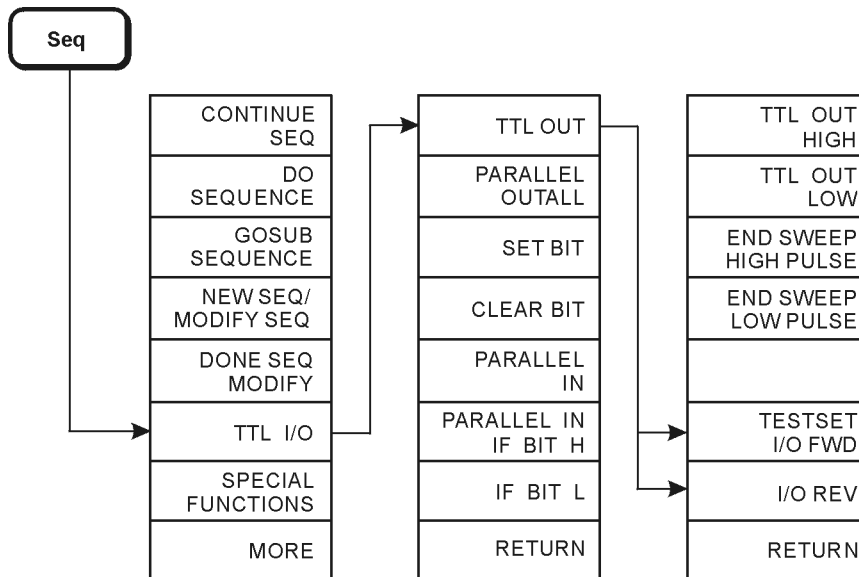 Seq
CONTINUE
SEQ
DO
SEQUENCE
GOSUB
SEQUENCE
NEW SEQ/
MODIFY SEQ
DONE SEQ
MODIFY
TTL I/O
SPECIAL
FUNCTIONS
MORE
TTL OUT
PARALLEL
OUTALL
SET BIT
CLEAR BIT
PARALLEL
IN
PARALLEL IN
IF BIT H
IF BIT L
RETURN
TTL OUT
HIGH
TTL OUT
LOW
END SWEEP
HIGH PULSE
END SWEEP
LOW PULSE
TESTSET
I/O FWD
I/O REV
RETURN